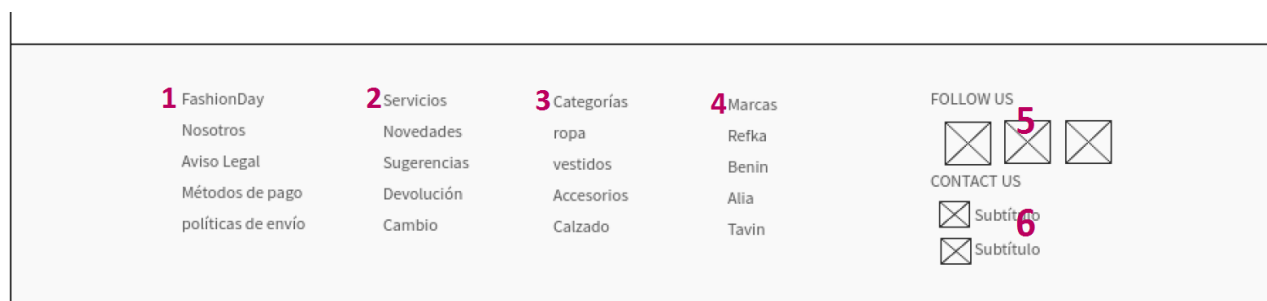 1 FashionDay
Nosotros
Aviso Legal
Métodos de pago
políticas de envío
2 Servicios
Novedades
Sugerencias
Devolución
Cambio
3 Categorías
ropa
vestidos
Accesorios
Calzado
4 Marcas
Refka
Benin
Alia
Tavin
FOLLOW US
5
CONTACT US
Subtítulo
6
Subtítulo